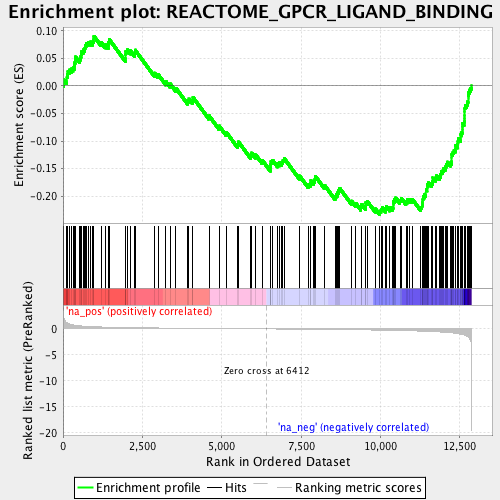 Enrichment plot: REACTOME_GPCR_LIGAND_BINDING
Enrichment score (ES)
0.10
0.05
0.00
-0.05
-0.10
-0.15
-0.20
'na_pos' (positively correlated)
Ranked list metric (PreRanked)
0
-5
-10
-15
-20
Zero cross at 6412
'na_neg' (negatively correlated)
0
2,500
5,000
7,500
10,000
12,500
Rank in Ordered Dataset
Enrichment profile
Hits
Ranking metric scores